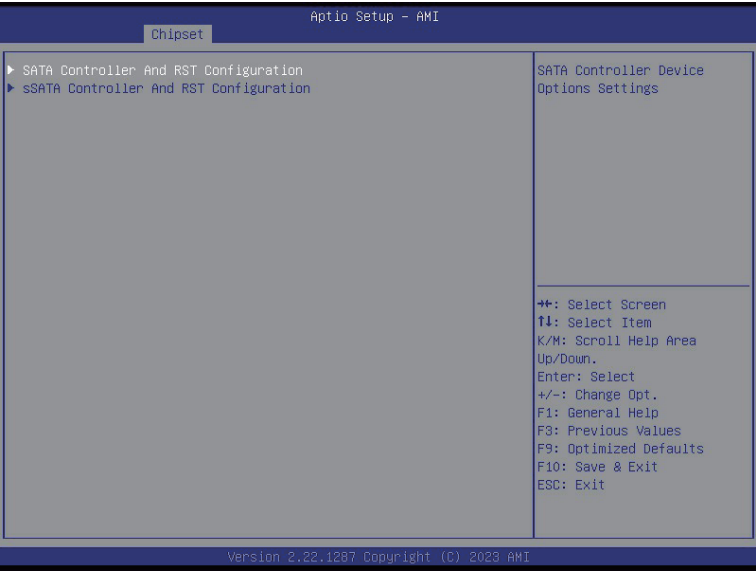 Aptio Setup – AMI
Chipset
SATA Controller And RST Configuration
sSATA Controller And RST Configuration
SATA Controller Device
Options Settings
→←: Select Screen
↑↓: Select Item
K/M: Scroll Help Area
Up/Down.
Enter: Select
+/-: Change Opt.
F1: General Help
F3: Previous Values
F9: Optimized Defaults
F10: Save & Exit
ESC: Exit
Version 2.22.1287 Copyright (C) 2023 AMI